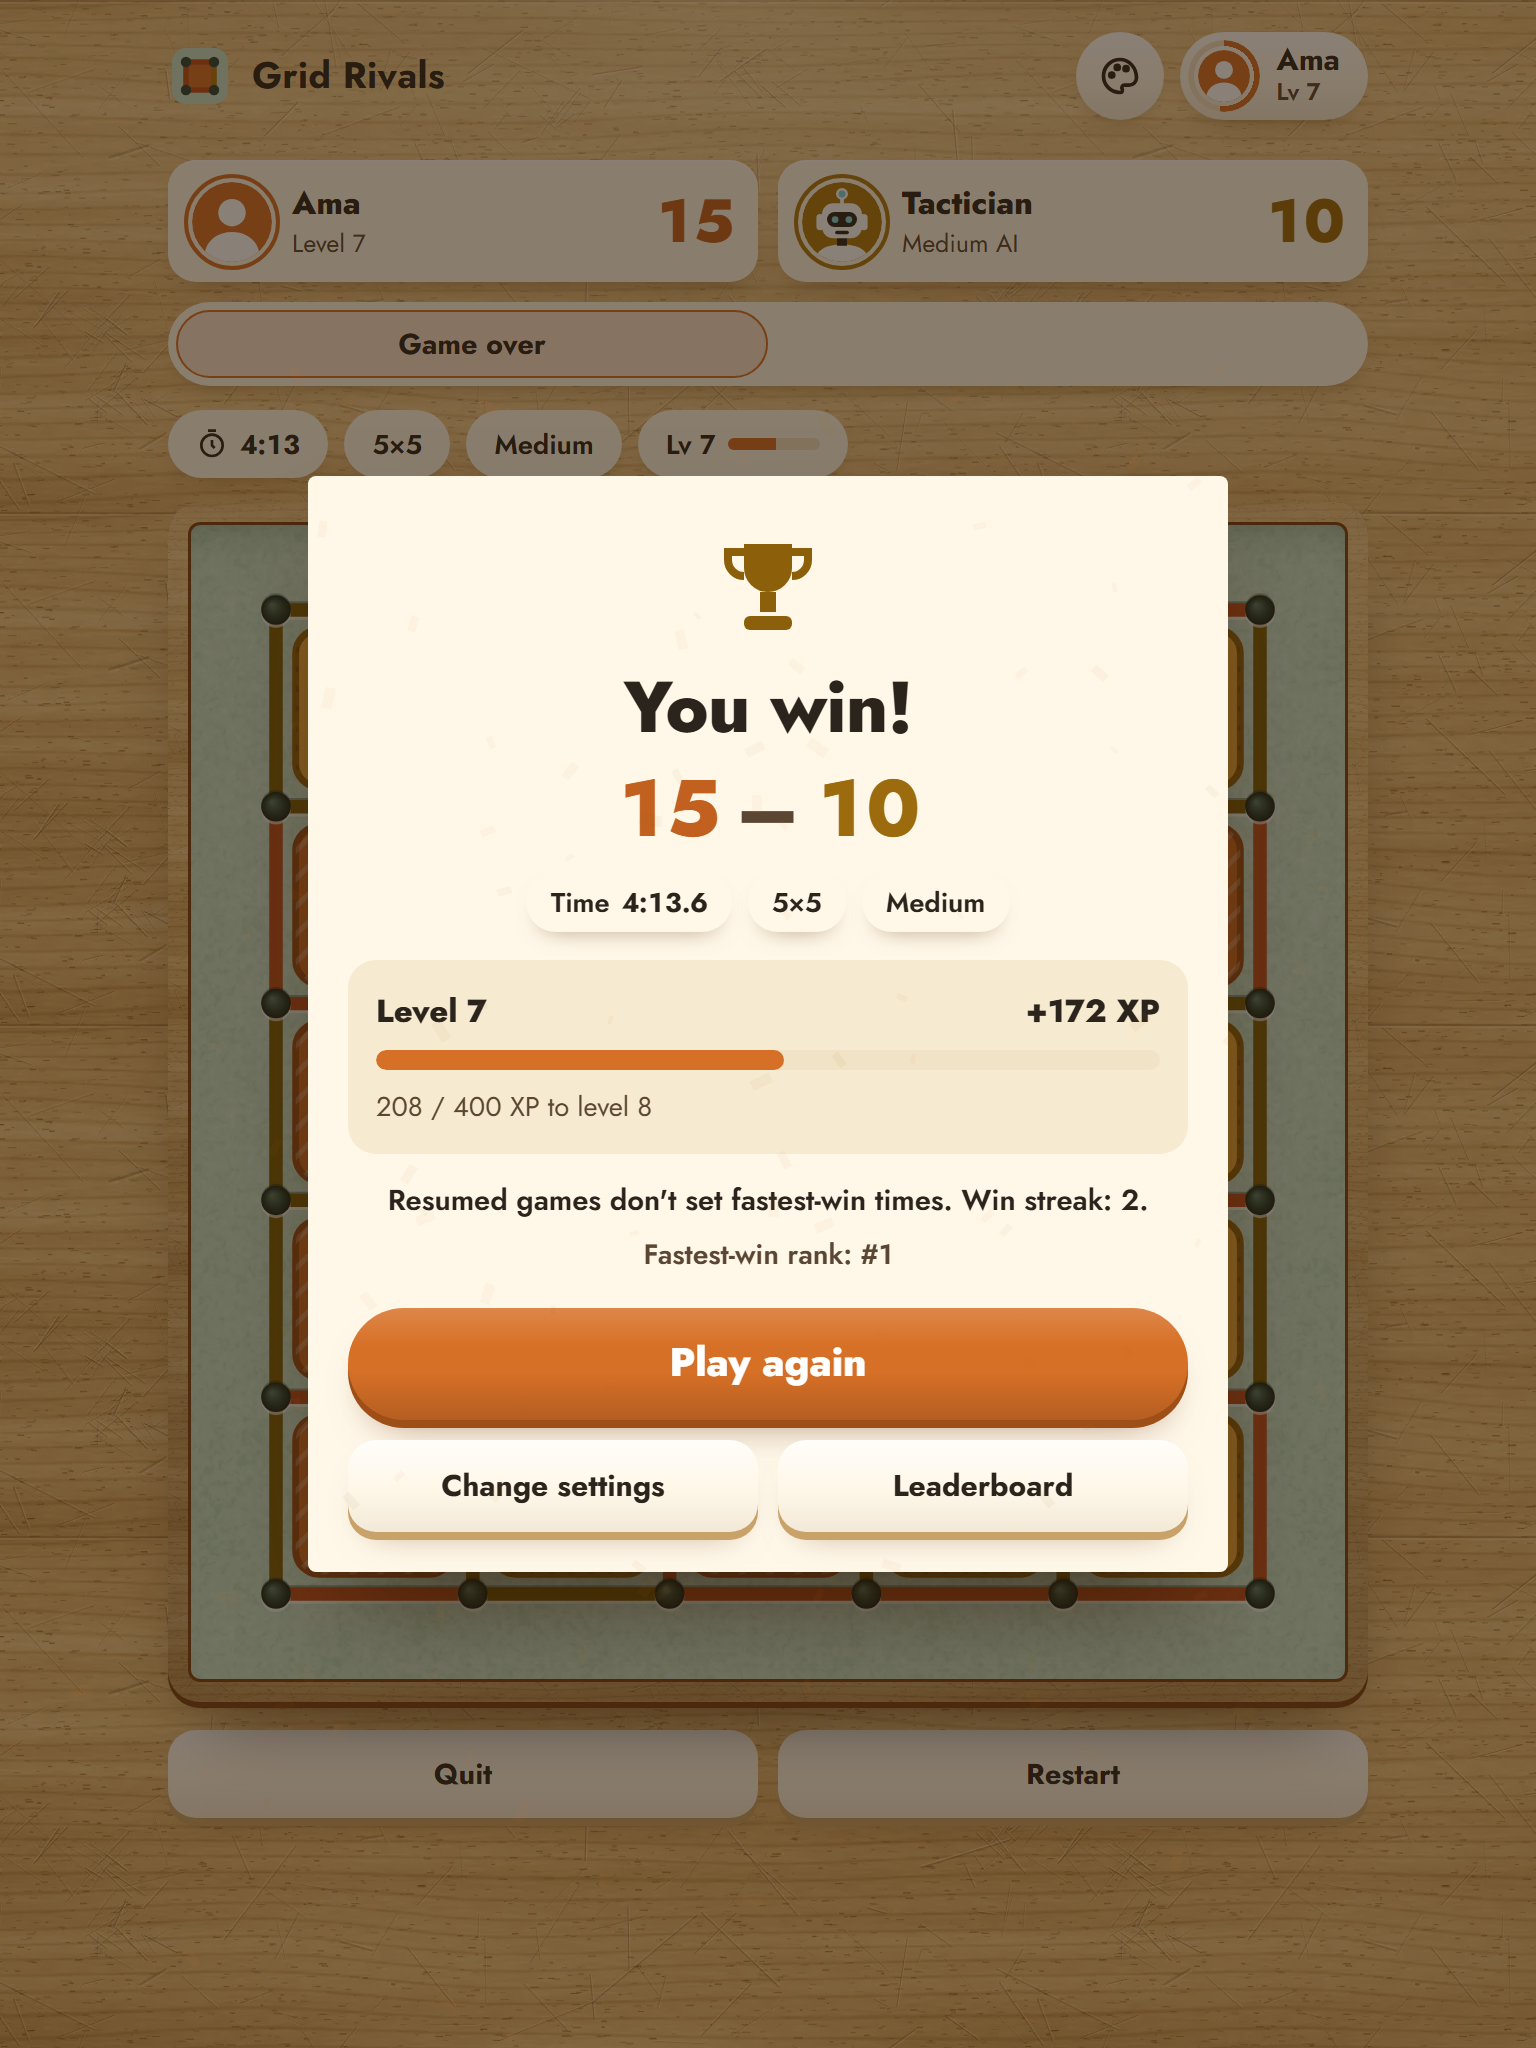 Grid Rivals
Ama
Lv 7
Ama
Level 7
15
Tactician
Medium AI
10
Game over
4:13
5×5
Medium
Lv 7
You win!
15 – 10
Time 4:13.6
5×5
Medium
Level 7
+172 XP
208 / 400 XP to level 8
Resumed games don't set fastest-win times. Win streak: 2.
Fastest-win rank: #1
Play again
Change settings
Leaderboard
Quit
Restart